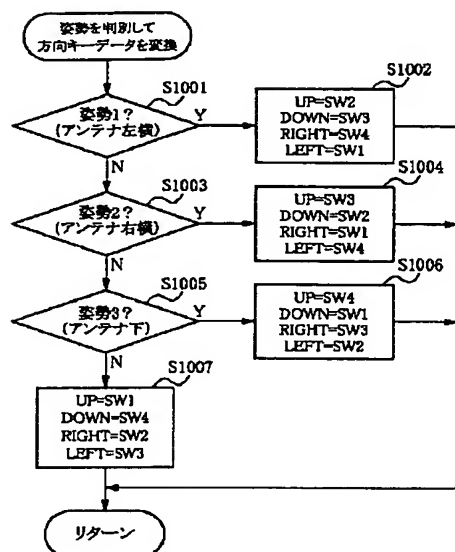 姿勢を判別して
方向キーデータを変換
S1001
姿勢1?
(アンテナ左横)
Y
N
S1002
UP=SW2
DOWN=SW3
RIGHT=SW4
LEFT=SW1
S1003
姿勢2?
(アンテナ右横)
Y
N
S1004
UP=SW3
DOWN=SW2
RIGHT=SW1
LEFT=SW4
S1005
姿勢3?
(アンテナ下)
Y
N
S1006
UP=SW4
DOWN=SW1
RIGHT=SW3
LEFT=SW2
S1007
UP=SW1
DOWN=SW4
RIGHT=SW2
LEFT=SW3
リターン